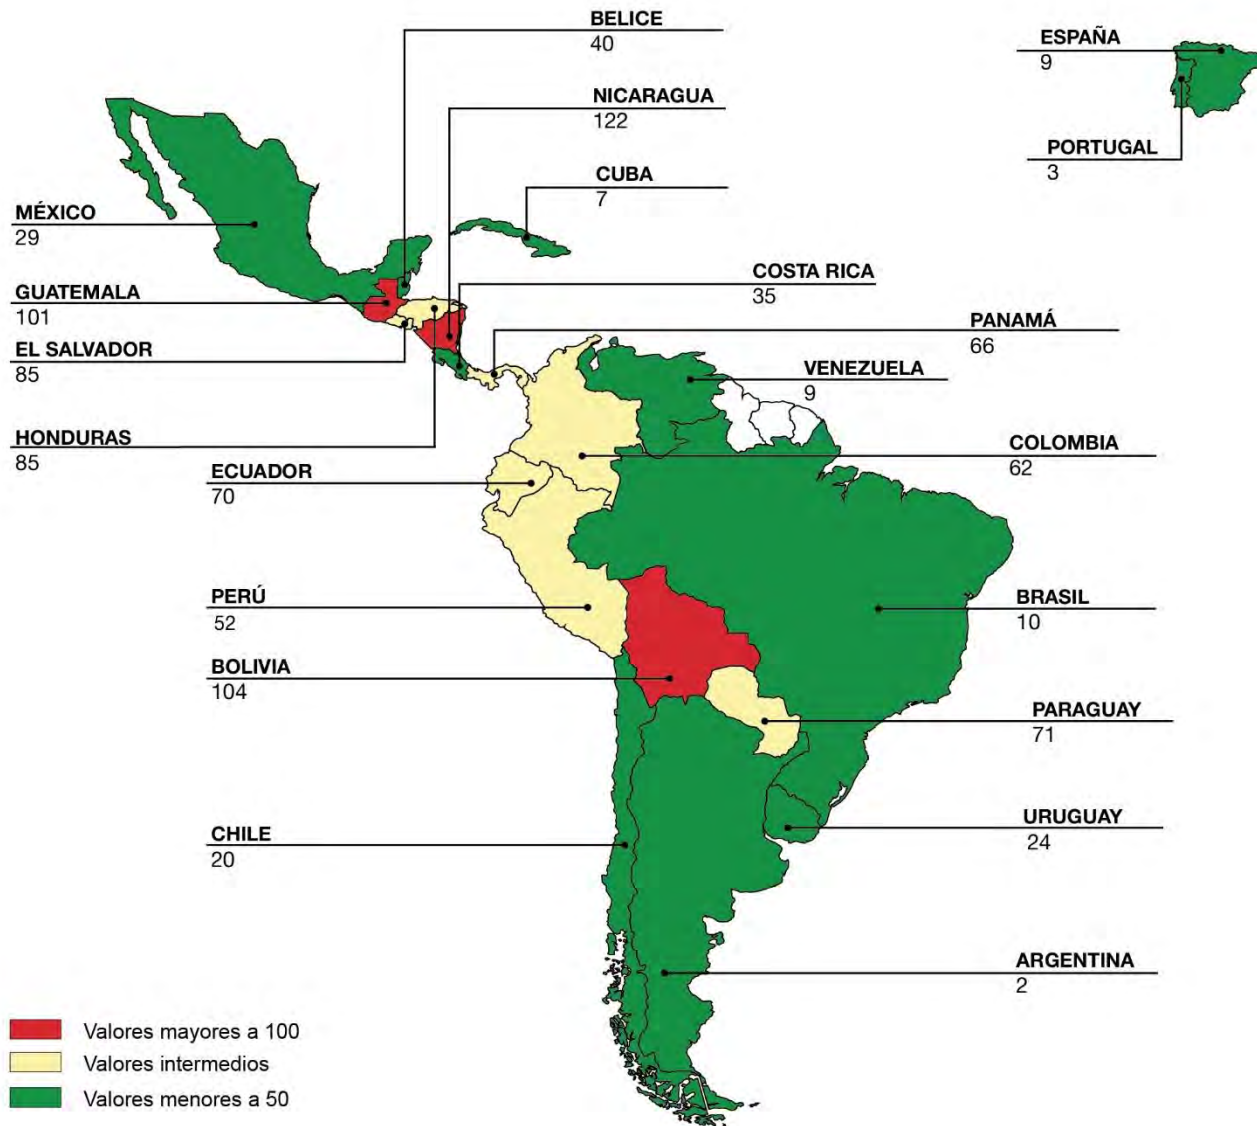 BELICE
40
ESPAÑA
9
NICARAGUA
122
PORTUGAL
3
CUBA
7
MÉXICO
29
COSTA RICA
35
GUATEMALA
101
PANAMÁ
66
EL SALVADOR
85
VENEZUELA
9
HONDURAS
85
COLOMBIA
62
ECUADOR
70
PERÚ
52
BRASIL
10
BOLIVIA
104
PARAGUAY
71
URUGUAY
24
CHILE
20
ARGENTINA
2
Valores mayores a 100
Valores intermedios
Valores menores a 50